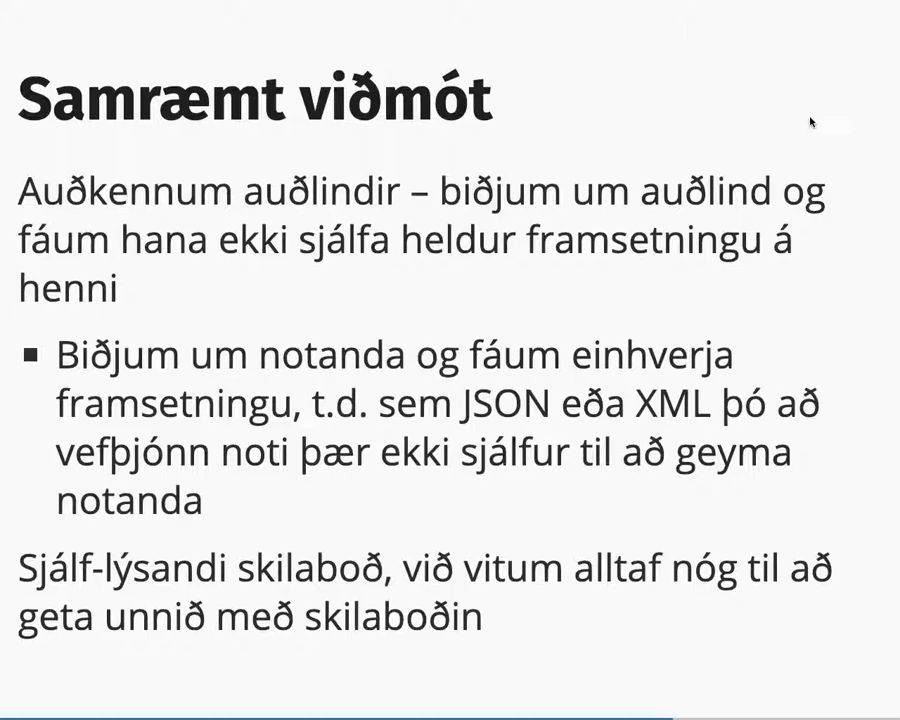 Samræmt viðmót
Auðkennum auðlindir – biðjum um auðlind og
fáum hana ekki sjálfa heldur framsetningu á
henni
▪ Biðjum um notanda og fáum einhverja
framsetningu, t.d. sem JSON eða XML þó að
vefþjónn noti þær ekki sjálfur til að geyma
notanda
Sjálf-lýsandi skilaboð, við vitum alltaf nóg til að
geta unnið með skilaboðin